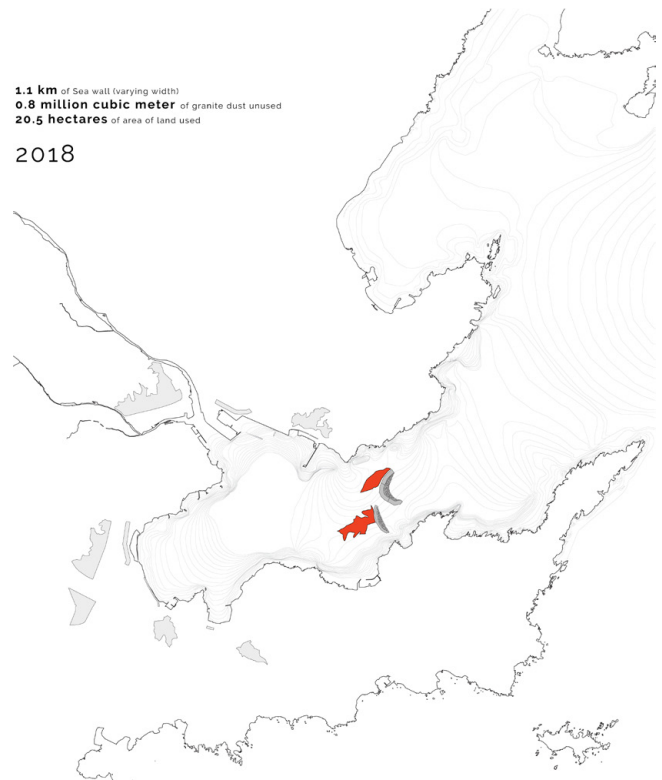 1.1 km of Sea wall (varying width)
0.8 million cubic meter of granite dust unused
20.5 hectares of area of land used
2018